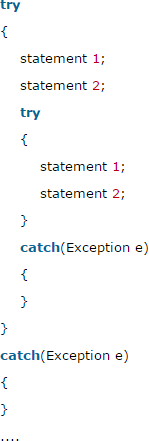 try
{
statement 1;
statement 2;
try
{
statement 1;
statement 2;
}
catch(Exception e)
{
}
}
catch(Exception e)
{
}
....